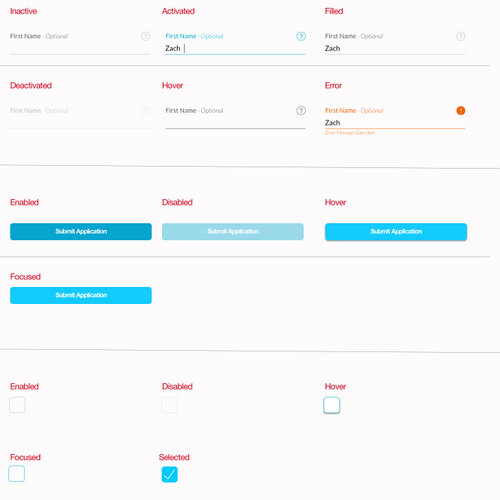 Inactive
Activated
Filled
First Name - Optional
?
First Name - Optional
?
First Name - Optional
?
Zach
Zach
Deactivated
Hover
Error
First Name - Optional
?
First Name - Optional
?
First Name - Optional
!
Zach
Error Message Goes Here
Enabled
Disabled
Hover
Submit Application
Submit Application
Submit Application
Focused
Submit Application
Enabled
Disabled
Hover
Focused
Selected